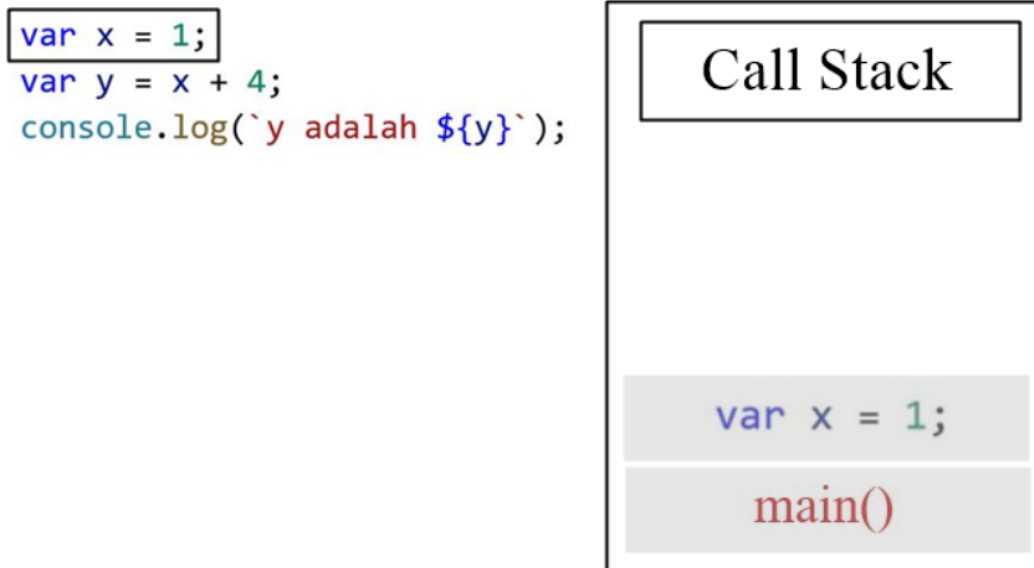 var x = 1;
var y = x + 4;
console.log(`y adalah ${y}`);
Call Stack
var x = 1;
main()